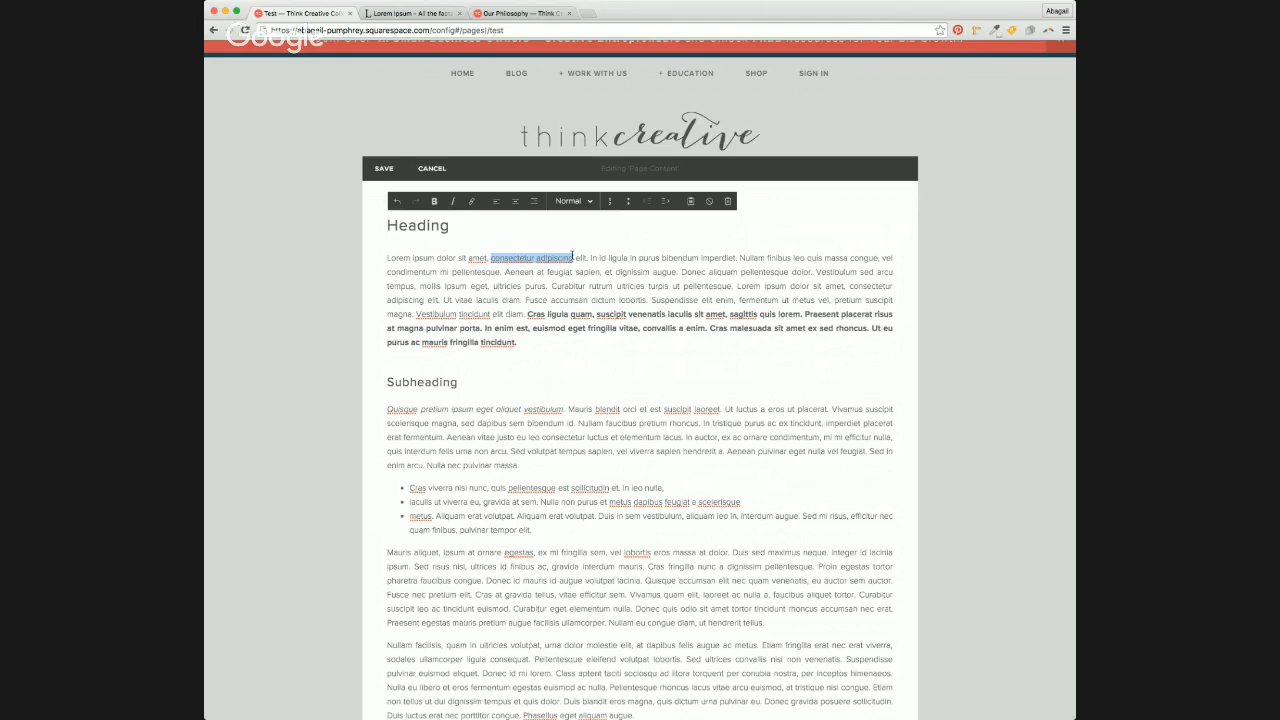 Test — Think Creative Coll
Lorem Ipsum - All the facts
Our Philosophy — Think C
Abagail
https://abagail-pumphrey.squarespace.com/config#/pages|/test
Google
HOME BLOG + WORK WITH US + EDUCATION SHOP SIGN IN
thinkcreative
SAVE CANCEL Editing 'Page Content'
B I Normal
Heading
Lorem ipsum dolor sit amet, consectetur adipiscing elit. In id ligula in purus bibendum imperdiet. Nullam finibus leo quis massa congue, vel
condimentum mi pellentesque. Aenean at feugiat sapien, et dignissim augue. Donec aliquam pellentesque dolor. Vestibulum sed arcu
tempus, mollis ipsum eget, ultricies purus. Curabitur rutrum ultricies turpis ut pellentesque. Lorem ipsum dolor sit amet, consectetur
adipiscing elit. Ut vitae iaculis diam. Fusce accumsan dictum lobortis. Suspendisse elit enim, fermentum ut metus vel, pretium suscipit
magna. Vestibulum tincidunt elit diam. Cras ligula quam, suscipit venenatis iaculis sit amet, sagittis quis lorem. Praesent placerat risus
at magna pulvinar porta. In enim est, euismod eget fringilla vitae, convallis a enim. Cras malesuada sit amet ex sed rhoncus. Ut eu
purus ac mauris fringilla tincidunt.
Subheading
Quisque pretium ipsum eget aliquet vestibulum. Mauris blandit orci et est suscipit laoreet. Ut luctus a eros ut placerat. Vivamus suscipit
scelerisque magna, sed dapibus sem bibendum id. Nullam faucibus pretium rhoncus. In tristique purus ac ex tincidunt, imperdiet placerat
erat fermentum. Aenean vitae justo eu leo consectetur luctus et elementum lacus. In auctor, ex ac ornare condimentum, mi mi efficitur nulla,
quis interdum felis urna non arcu. Sed volutpat tempus sapien, vel viverra sapien hendrerit et. Curabitur eget nulla vel feugiat. Sed in
enim arcu. Nulla nec pulvinar massa.
• Cras viverra nisi nunc, quis pellentesque est sollicitudin et. In leo nulla,
• iaculis ut viverra eu, gravida at sem. Nulla non purus et metus dapibus feugiat a scelerisque
• metus. Aliquam erat volutpat. Aliquam erat volutpat. Duis in sem vestibulum, aliquam leo in, interdum augue. Sed mi risus, efficitur nec
quam finibus, pulvinar tempor elit.
Mauris aliquet, ipsum at ornare egestas, ex mi fringilla sem, vel lobortis eros massa at dolor. Duis sed maximus neque. Integer id lacinia
ipsum. Sed risus nisl, ultrices id finibus ac, gravida interdum mauris. Cras fringilla nunc a dignissim pellentesque. Proin egestas tortor
pharetra faucibus congue. Donec id mauris id augue volutpat lacinia. Quisque accumsan elit nec quam venenatis, eu auctor sem auctor.
Fusce nec pretium elit. Cras at gravida tellus, vitae efficitur sem. Vivamus quam elit, laoreet ac nulla a, faucibus aliquet tortor. Curabitur
suscipit leo ac tincidunt euismod. Curabitur eget elementum nulla. Donec quis odio sit amet tortor tincidunt rhoncus accumsan nec erat.
Praesent egestas mauris pretium augue facilisis ullamcorper. Nullam eu congue diam, ut hendrerit tellus.
Nullam facilisis, quam in ultricies volutpat, urna dolor molestie elit, at dapibus felis augue ac metus. Etiam fringilla erat nec erat viverra,
sodales ullamcorper ligula consequat. Pellentesque eleifend volutpat lobortis. Sed ultrices convallis nisi non venenatis. Suspendisse
pulvinar euismod aliquet. Donec id mi lorem. Class aptent taciti sociosqu ad litora torquent per conubia nostra, per inceptos himenaeos.
Nulla eu libero et eros fermentum egestas at ac nulla. Pellentesque rhoncus ac massa vitae interdum. Suspendisse ut enim massa. Etiam
non tellus ut dui dignissim tempus et quis quam. Duis blandit eros magna, quis dictum eros viverra ac. Fusce at posuere sollicitudin.
Duis luctus erat nec porttitor congue. Phasellus eget aliquam augue.